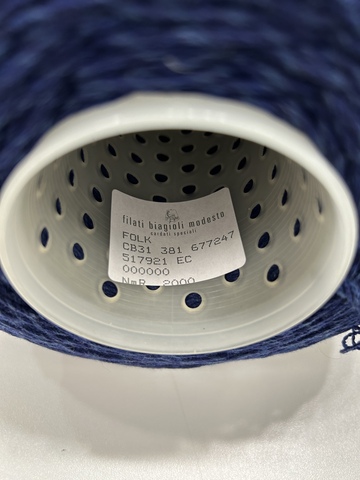 filati biagioli modesto
cardati speciali
FOLK
CB31 381 677247
517921 EC
000000
NmR 2000